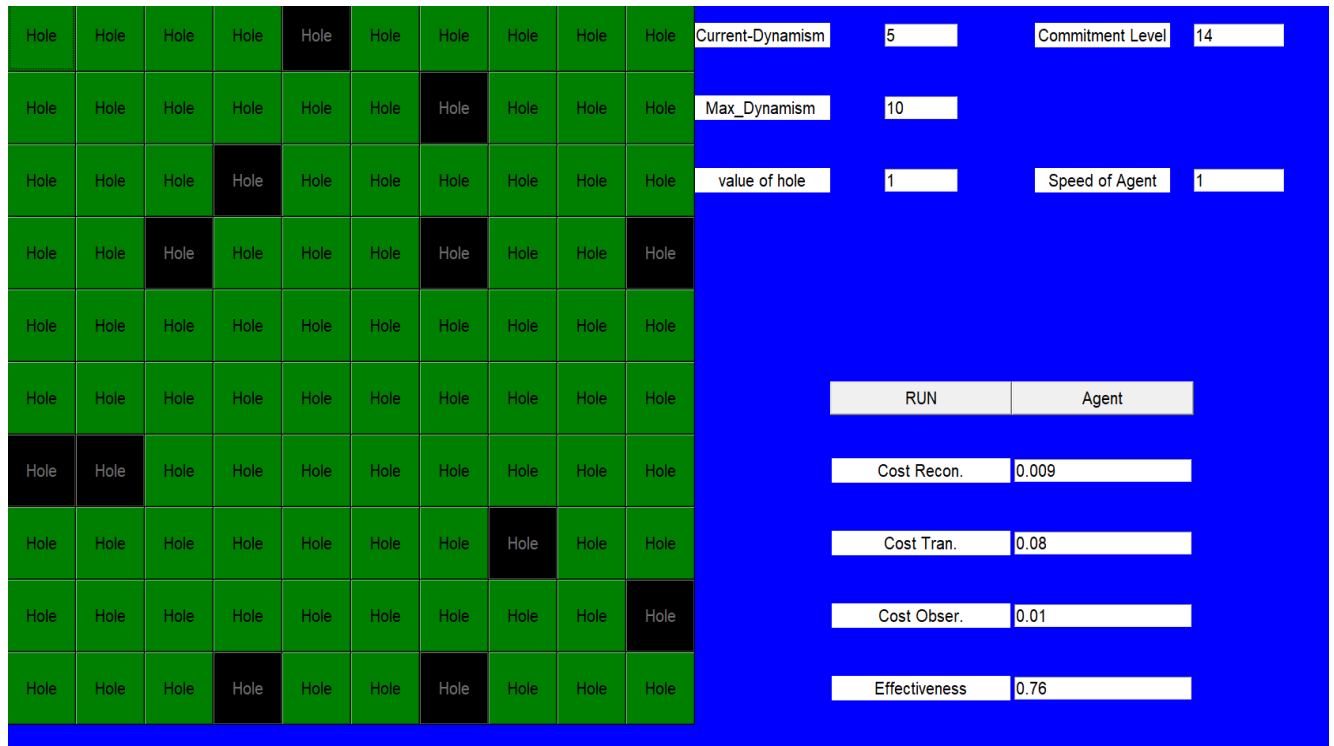 Hole Hole Hole Hole Hole Hole Hole Hole Hole Hole Current-Dynamism 5 Commitment Level 14
Hole Hole Hole Hole Hole Hole Hole Hole Hole Hole Max_Dynamism 10
Hole Hole Hole Hole Hole Hole Hole Hole Hole Hole value of hole 1 Speed of Agent 1
Hole Hole Hole Hole Hole Hole Hole Hole Hole Hole
Hole Hole Hole Hole Hole Hole Hole Hole Hole Hole
Hole Hole Hole Hole Hole Hole Hole Hole Hole Hole RUN Agent
Hole Hole Hole Hole Hole Hole Hole Hole Hole Hole Cost Recon. 0.009
Hole Hole Hole Hole Hole Hole Hole Hole Hole Hole Cost Tran. 0.08
Hole Hole Hole Hole Hole Hole Hole Hole Hole Hole Cost Obser. 0.01
Hole Hole Hole Hole Hole Hole Hole Hole Hole Hole Effectiveness 0.76